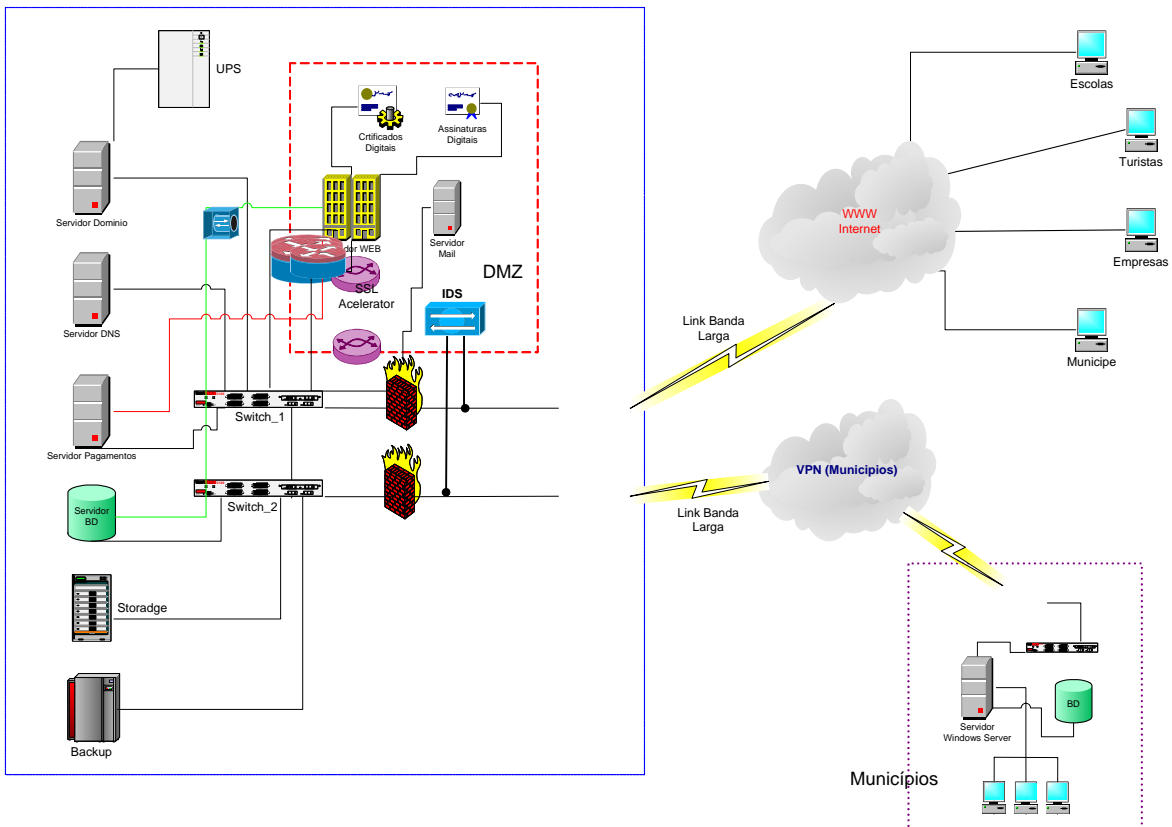 UPS
Crtificados
Digitais
Assinaturas
Digitais
Servidor Dominio
dor WEB
Servidor
Mail
DMZ
SSL
Acelerator
IDS
Servidor DNS
Servidor Pagamentos
Switch_1
Servidor
BD
Switch_2
Storadge
Backup
WWW
Internet
Escolas
Turistas
Empresas
Municipe
Link Banda
Larga
VPN (Municipios)
Link Banda
Larga
BD
Servidor
Windows Server
Municípios